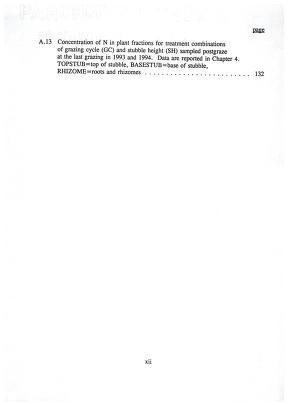 page
A.13 Concentration of N in plant fractions for treatment combinations
of grazing cycle (GC) and stubble height (SH) sampled postgraze
at the last grazing in 1993 and 1994. Data are reported in Chapter 4.
TOPSTUB=top of stubble, BASESTUB=base of stubble,
RHIZOME=roots and rhizomes . . . . . . . . . . . . . . . . . . . . . . . . 132
xii